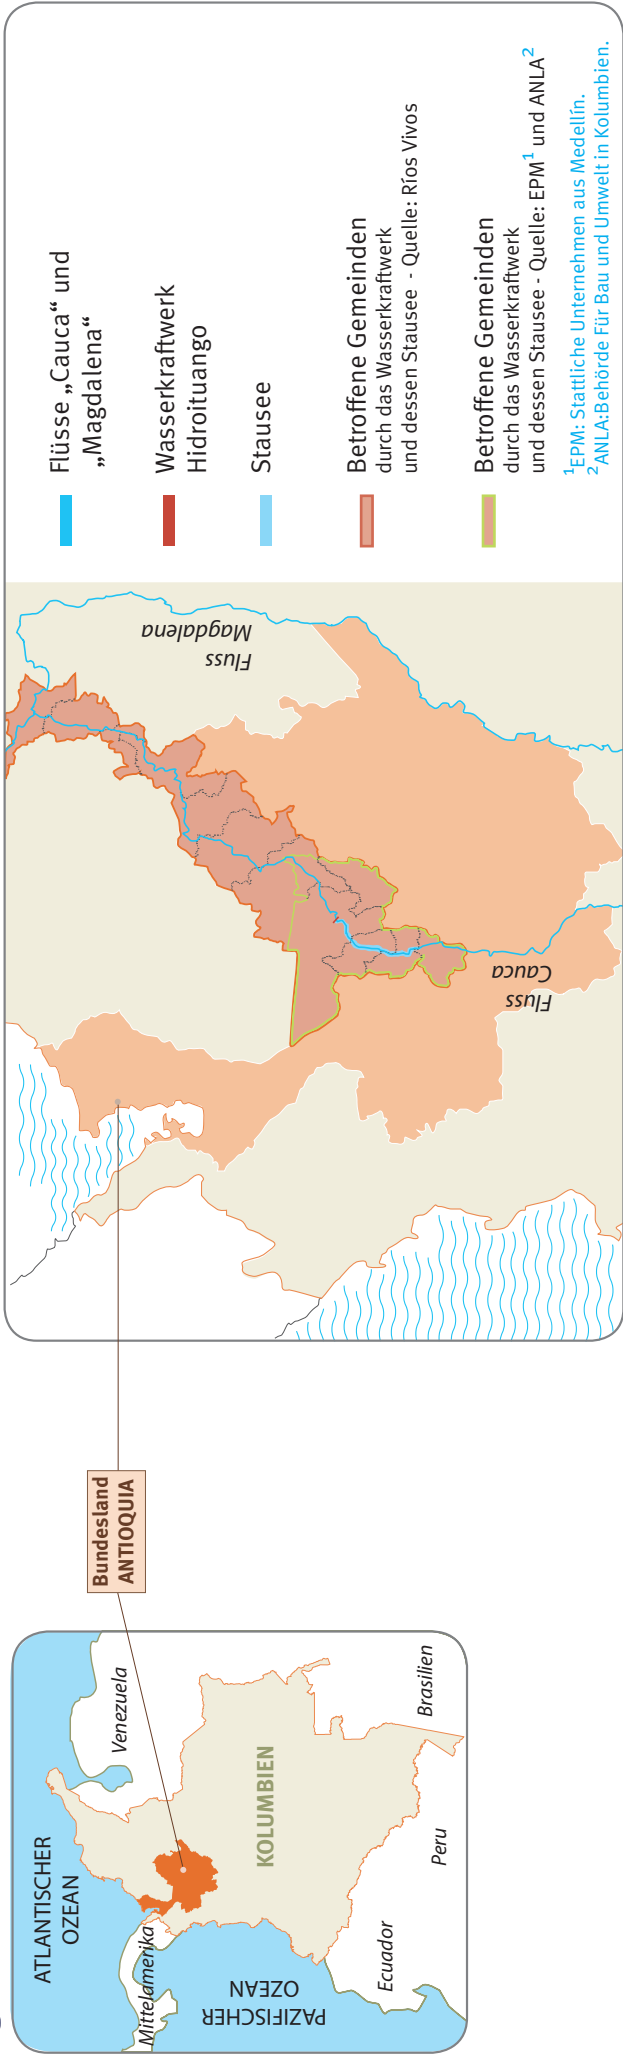 ATLANTISCHER
OZEAN
Venezuela
Mittelamerika
KOLUMBIEN
PAZIFISCHER
OZEAN
Ecuador
Peru
Brasilien
Bundesland
ANTIOQUIA
Fluss
Magdalena
Fluss
Cauca
Flüsse „Cauca“ und
„Magdalena“
Wasserkraftwerk
Hidroituango
Stausee
Betroffene Gemeinden
durch das Wasserkraftwerk
und dessen Stausee - Quelle: Ríos Vivos
Betroffene Gemeinden
durch das Wasserkraftwerk
und dessen Stausee - Quelle: EPM¹ und ANLA²
¹EPM: Stattliche Unternehmen aus Medellín.
²ANLA:Behörde Für Bau und Umwelt in Kolumbien.